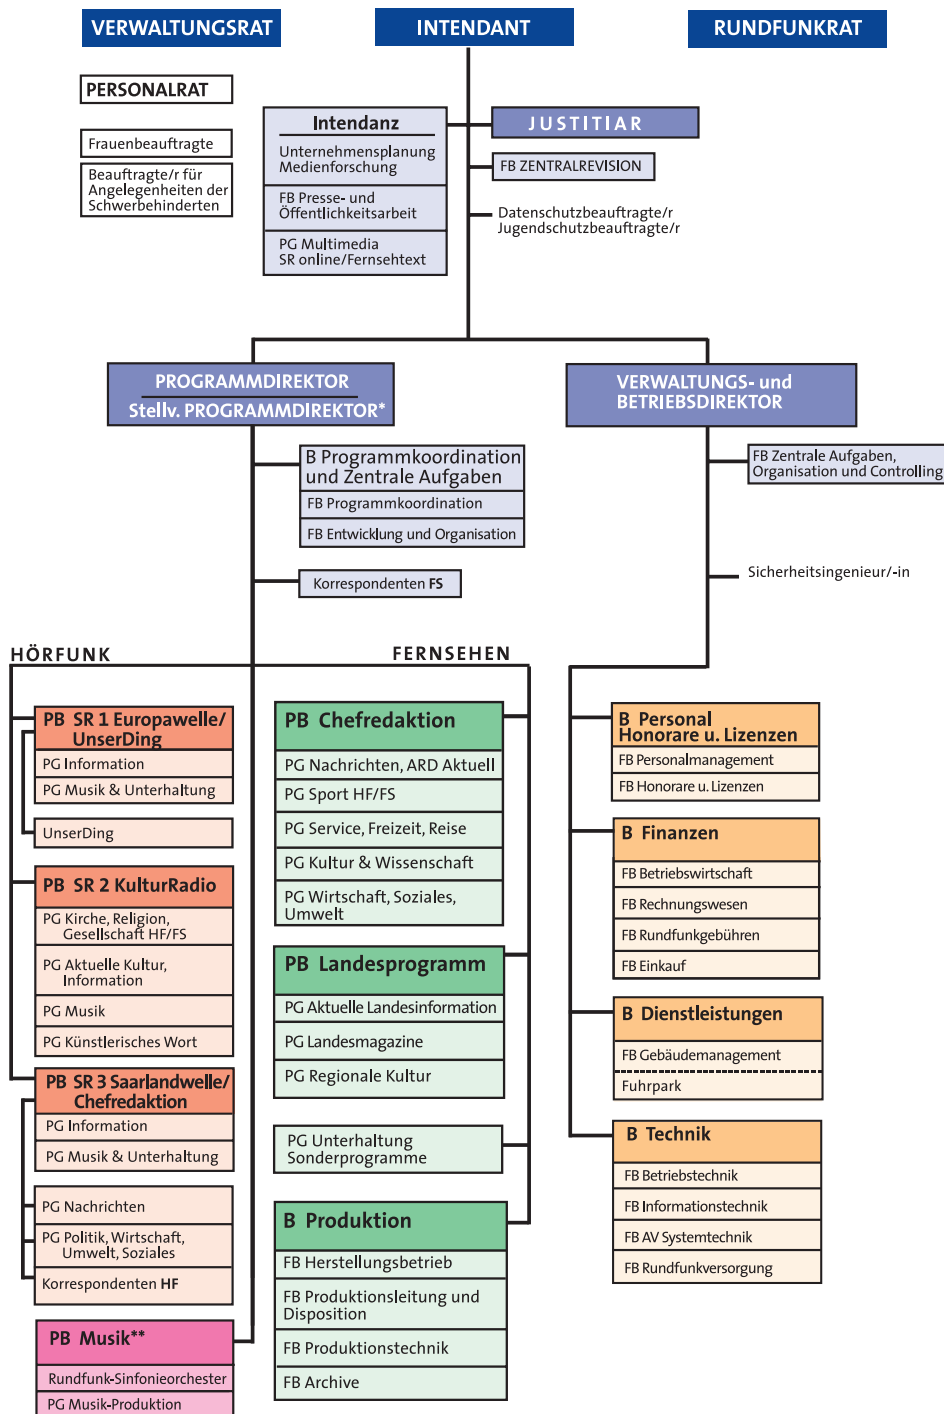 VERWALTUNGSRAT
INTENDANT
RUNDFUNKRAT
PERSONALRAT
Frauenbeauftragte
Beauftragte/r für
Angelegenheiten der
Schwerbehinderten
Intendanz
Unternehmensplanung
Medienforschung
FB Presse- und
Öffentlichkeitsarbeit
PG Multimedia
SR online/Fernsehtext
JUSTITIAR
FB ZENTRALREVISION
Datenschutzbeauftragte/r
Jugendschutzbeauftragte/r
PROGRAMMDIREKTOR
Stellv. PROGRAMMDIREKTOR*
VERWALTUNGS- und
BETRIEBSDIREKTOR
B Programmkoordination
und Zentrale Aufgaben
FB Programmkoordination
FB Entwicklung und Organisation
Korrespondenten FS
FB Zentrale Aufgaben,
Organisation und Controlling
Sicherheitsingenieur/-in
HÖRFUNK
FERNSEHEN
PB SR 1 Europawelle/
UnserDing
PG Information
PG Musik & Unterhaltung
UnserDing
PB SR 2 KulturRadio
PG Kirche, Religion,
Gesellschaft HF/FS
PG Aktuelle Kultur,
Information
PG Musik
PG Künstlerisches Wort
PB SR 3 Saarlandwelle/
Chefredaktion
PG Information
PG Musik & Unterhaltung
PG Nachrichten
PG Politik, Wirtschaft,
Umwelt, Soziales
Korrespondenten HF
PB Musik**
Rundfunk-Sinfonieorchester
PG Musik-Produktion
PB Chefredaktion
PG Nachrichten, ARD Aktuell
PG Sport HF/FS
PG Service, Freizeit, Reise
PG Kultur & Wissenschaft
PG Wirtschaft, Soziales,
Umwelt
PB Landesprogramm
PG Aktuelle Landesinformation
PG Landesmagazine
PG Regionale Kultur
PG Unterhaltung
Sonderprogramme
B Produktion
FB Herstellungsbetrieb
FB Produktionsleitung und
Disposition
FB Produktionstechnik
FB Archive
B Personal
Honorare u. Lizenzen
FB Personalmanagement
FB Honorare u. Lizenzen
B Finanzen
FB Betriebswirtschaft
FB Rechnungswesen
FB Rundfunkgebühren
FB Einkauf
B Dienstleistungen
FB Gebäudemanagement
Fuhrpark
B Technik
FB Betriebstechnik
FB Informationstechnik
FB AV Systemtechnik
FB Rundfunkversorgung